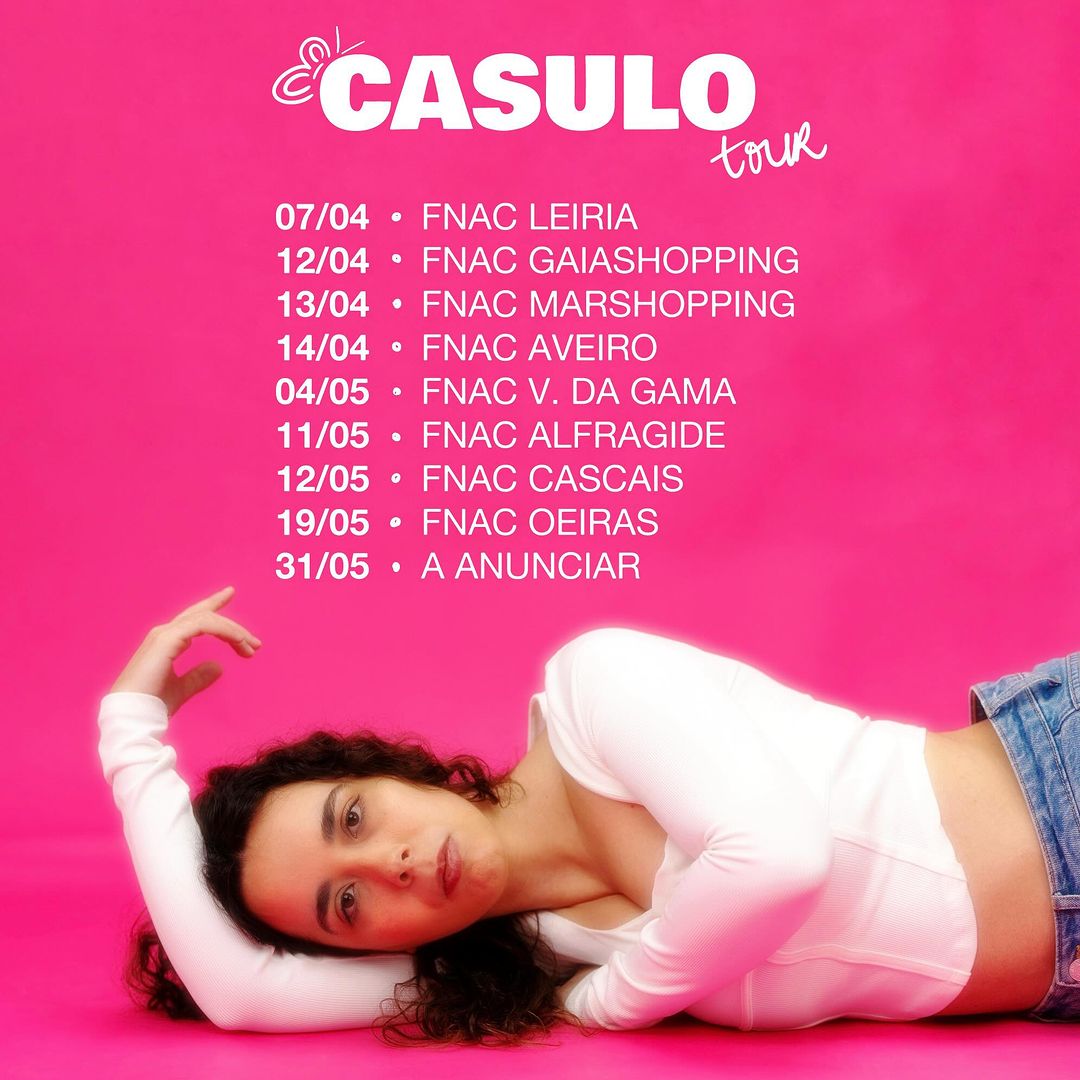 CASULO
tour
07/04 • FNAC LEIRIA
12/04 • FNAC GAIASHOPPING
13/04 • FNAC MARSHOPPING
14/04 • FNAC AVEIRO
04/05 • FNAC V. DA GAMA
11/05 • FNAC ALFRAGIDE
12/05 • FNAC CASCAIS
19/05 • FNAC OEIRAS
31/05 • A ANUNCIAR